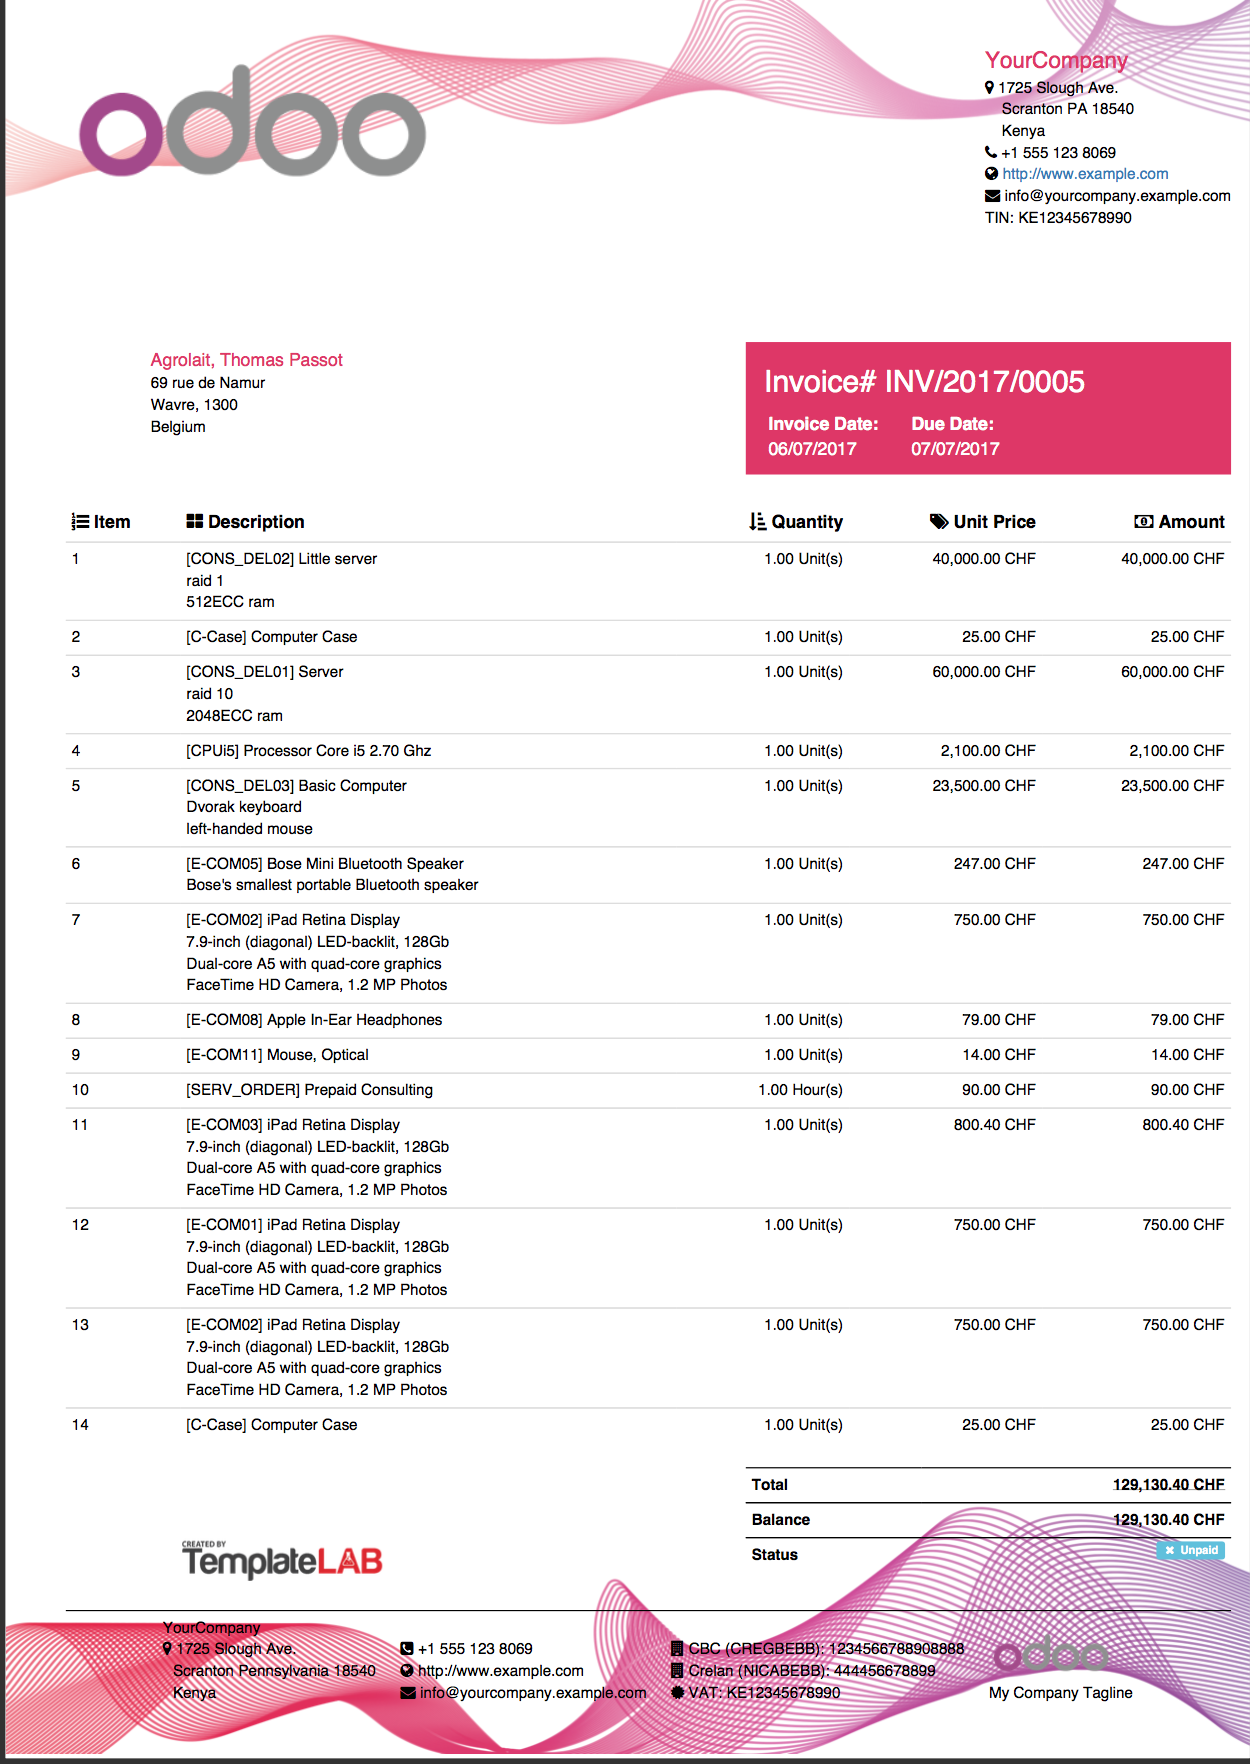 odoo
YourCompany
1725 Slough Ave.
Scranton PA 18540
Kenya
+1 555 123 8069
http://www.example.com
info@yourcompany.example.com
TIN: KE12345678990
Agrolait, Thomas Passot
69 rue de Namur
Wavre, 1300
Belgium
Invoice# INV/2017/0005
Invoice Date: Due Date:
06/07/2017 07/07/2017
Item Description Quantity Unit Price Amount
1 [CONS_DEL02] Little server 1.00 Unit(s) 40,000.00 CHF 40,000.00 CHF
raid 1
512ECC ram
2 [C-Case] Computer Case 1.00 Unit(s) 25.00 CHF 25.00 CHF
3 [CONS_DEL01] Server 1.00 Unit(s) 60,000.00 CHF 60,000.00 CHF
raid 10
2048ECC ram
4 [CPUi5] Processor Core i5 2.70 Ghz 1.00 Unit(s) 2,100.00 CHF 2,100.00 CHF
5 [CONS_DEL03] Basic Computer 1.00 Unit(s) 23,500.00 CHF 23,500.00 CHF
Dvorak keyboard
left-handed mouse
6 [E-COM05] Bose Mini Bluetooth Speaker 1.00 Unit(s) 247.00 CHF 247.00 CHF
Bose's smallest portable Bluetooth speaker
7 [E-COM02] iPad Retina Display 1.00 Unit(s) 750.00 CHF 750.00 CHF
7.9-inch (diagonal) LED-backlit, 128Gb
Dual-core A5 with quad-core graphics
FaceTime HD Camera, 1.2 MP Photos
8 [E-COM08] Apple In-Ear Headphones 1.00 Unit(s) 79.00 CHF 79.00 CHF
9 [E-COM11] Mouse, Optical 1.00 Unit(s) 14.00 CHF 14.00 CHF
10 [SERV_ORDER] Prepaid Consulting 1.00 Hour(s) 90.00 CHF 90.00 CHF
11 [E-COM03] iPad Retina Display 1.00 Unit(s) 800.40 CHF 800.40 CHF
7.9-inch (diagonal) LED-backlit, 128Gb
Dual-core A5 with quad-core graphics
FaceTime HD Camera, 1.2 MP Photos
12 [E-COM01] iPad Retina Display 1.00 Unit(s) 750.00 CHF 750.00 CHF
7.9-inch (diagonal) LED-backlit, 128Gb
Dual-core A5 with quad-core graphics
FaceTime HD Camera, 1.2 MP Photos
13 [E-COM02] iPad Retina Display 1.00 Unit(s) 750.00 CHF 750.00 CHF
7.9-inch (diagonal) LED-backlit, 128Gb
Dual-core A5 with quad-core graphics
FaceTime HD Camera, 1.2 MP Photos
14 [C-Case] Computer Case 1.00 Unit(s) 25.00 CHF 25.00 CHF
Total 129,130.40 CHF
Balance 129,130.40 CHF
Status Unpaid
CREATED BY
TemplateLAB
YourCompany
1725 Slough Ave.
Scranton Pennsylvania 18540
Kenya
+1 555 123 8069
http://www.example.com
info@yourcompany.example.com
CBC (CREGBEBB): 1234566788908888
Crelan (NICABEBB): 444456678899
VAT: KE12345678990
odoo
My Company Tagline